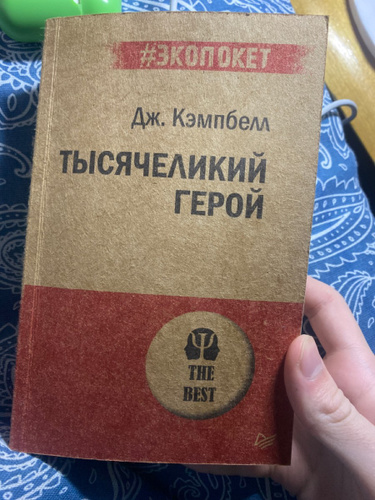 #ЭКОПОКЕТ
Дж. Кэмпбелл
ТЫСЯЧЕЛИКИЙ
ГЕРОЙ
Ψ
THE
BEST